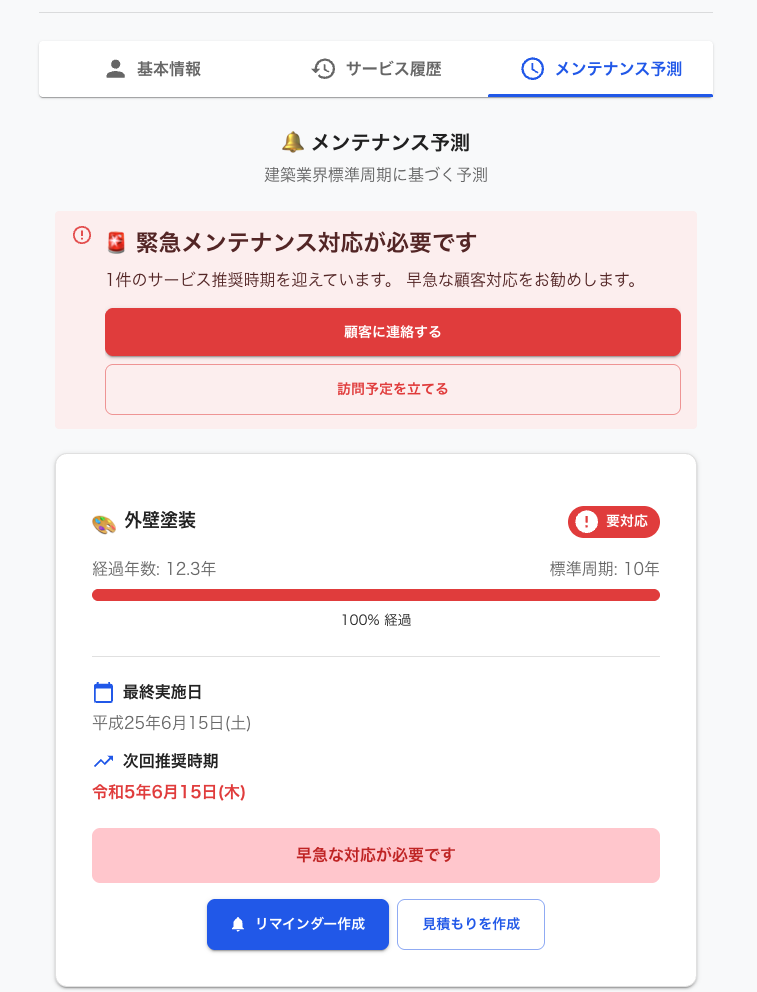 基本情報
サービス履歴
メンテナンス予測
メンテナンス予測
建築業界標準周期に基づく予測
緊急メンテナンス対応が必要です
1件のサービス推奨時期を迎えています。 早急な顧客対応をお勧めします。
顧客に連絡する
訪問予定を立てる
外壁塗装
要対応
経過年数: 12.3年
標準周期: 10年
100% 経過
最終実施日
平成25年6月15日(土)
次回推奨時期
令和5年6月15日(木)
早急な対応が必要です
リマインダー作成
見積もりを作成